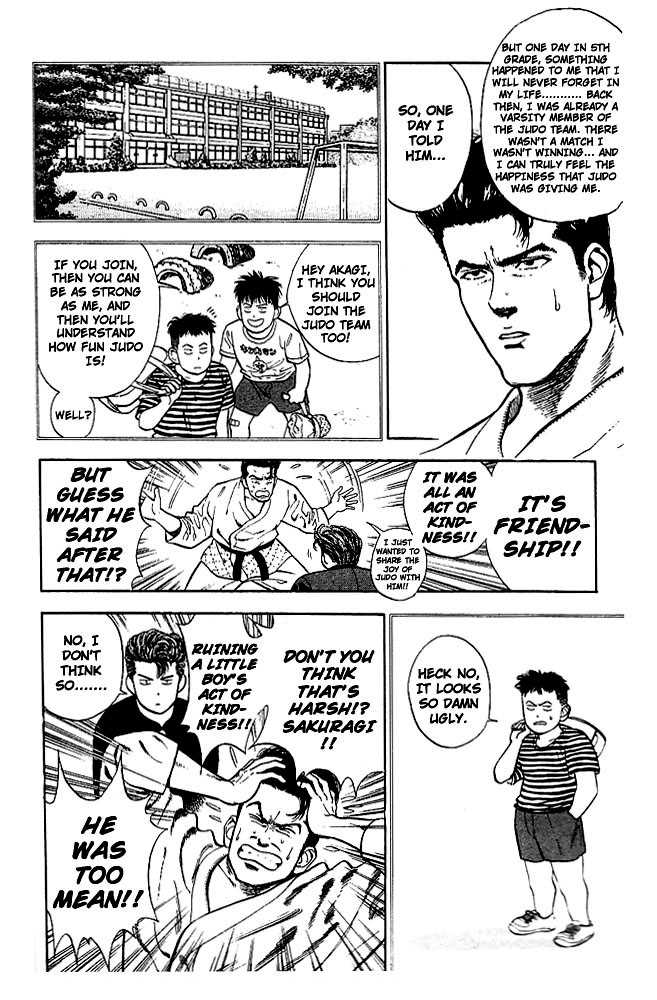 BUT ONE DAY IN 5TH
GRADE, SOMETHING
HAPPENED TO ME THAT I
WILL NEVER FORGET IN
MY LIFE........... BACK
THEN, I WAS ALREADY A
VARSITY MEMBER OF
THE JUDO TEAM. THERE
WASN'T A MATCH I
WASN'T WINNING... AND
I CAN TRULY FEEL THE
HAPPINESS THAT JUDO
WAS GIVING ME.
SO, ONE
DAY I
TOLD
HIM...
HEY AKAGI,
I THINK YOU
SHOULD
JOIN THE
JUDO TEAM
TOO!
IF YOU JOIN,
THEN YOU CAN
BE AS STRONG
AS ME, AND
THEN YOU'LL
UNDERSTAND
HOW FUN JUDO
IS!
WELL?
IT'S
FRIEND-
SHIP!!
IT WAS
ALL AN
ACT OF
KIND-
NESS!!
I JUST
WANTED TO
SHARE THE
JOY OF
JUDO WITH
HIM!!
BUT
GUESS
WHAT HE
SAID
AFTER
THAT!?
HECK NO,
IT LOOKS
SO DAMN
UGLY.
DON'T YOU
THINK
THAT'S
HARSH!?
SAKURAGI
!!
RUINING
A LITTLE
BOY'S
ACT OF
KIND-
NESS!!
NO, I
DON'T
THINK
SO.......
HE
WAS
TOO
MEAN!!